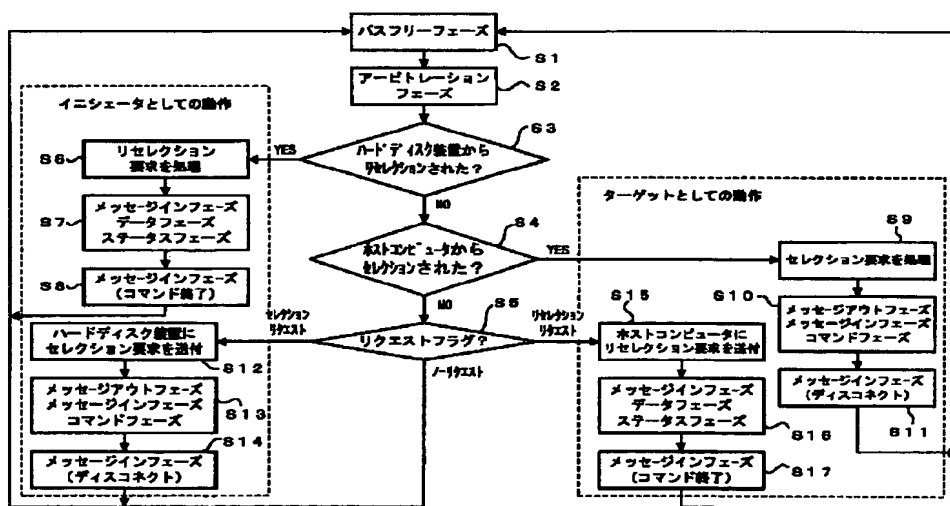 バスフリーフェーズ
S1
アービトレーション
フェーズ
S2
ハードディスク装置から
リセレクションされた？
S3
YES
NO
イニシェータとしての動作
S6
リセレクション
要求を処理
S7
メッセージインフェーズ
データフェーズ
ステータスフェーズ
S8
メッセージインフェーズ
(コマンド終了)
ホストコンピュータから
セレクションされた？
S4
YES
NO
ターゲットとしての動作
S9
セレクション要求を処理
S10
メッセージアウトフェーズ
メッセージインフェーズ
コマンドフェーズ
メッセージインフェーズ
(ディスコネクト)
S11
リクエストフラグ？
S5
セレクション
リクエスト
リセレクション
リクエスト
ノーリクエスト
ハードディスク装置に
セレクション要求を送付
S12
メッセージアウトフェーズ
メッセージインフェーズ
コマンドフェーズ
S13
メッセージインフェーズ
(ディスコネクト)
S14
S15
ホストコンピュータに
リセレクション要求を送付
メッセージインフェーズ
データフェーズ
ステータスフェーズ
S16
メッセージインフェーズ
(コマンド終了)
S17